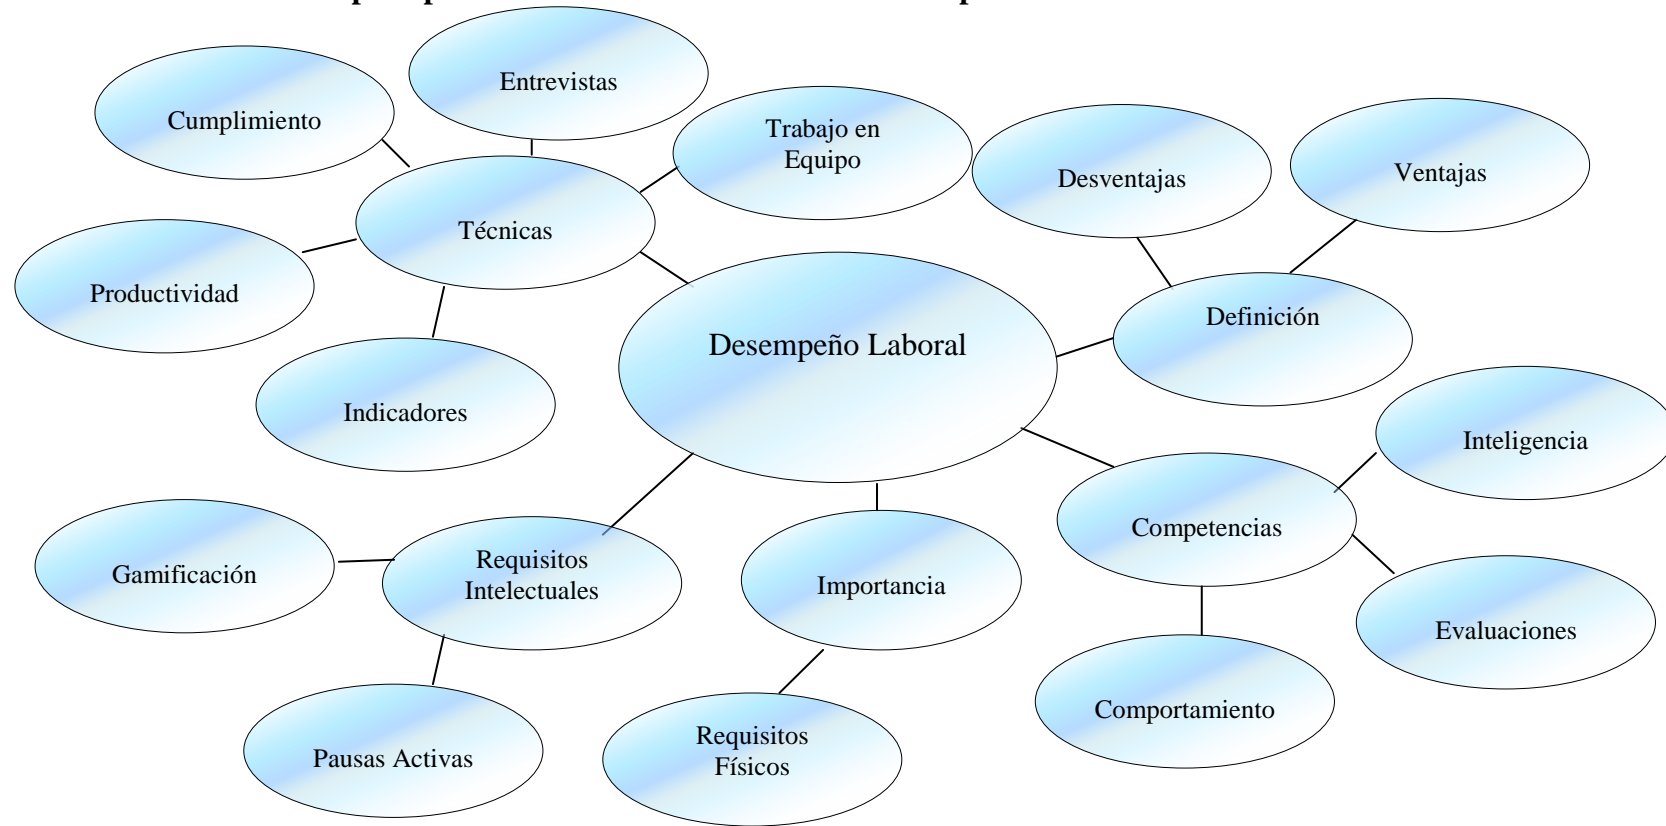 Entrevistas
Cumplimiento
Trabajo en
Equipo
Desventajas
Ventajas
Técnicas
Productividad
Definición
Desempeño Laboral
Indicadores
Inteligencia
Competencias
Gamificación
Requisitos
Intelectuales
Importancia
Evaluaciones
Comportamiento
Pausas Activas
Requisitos
Físicos